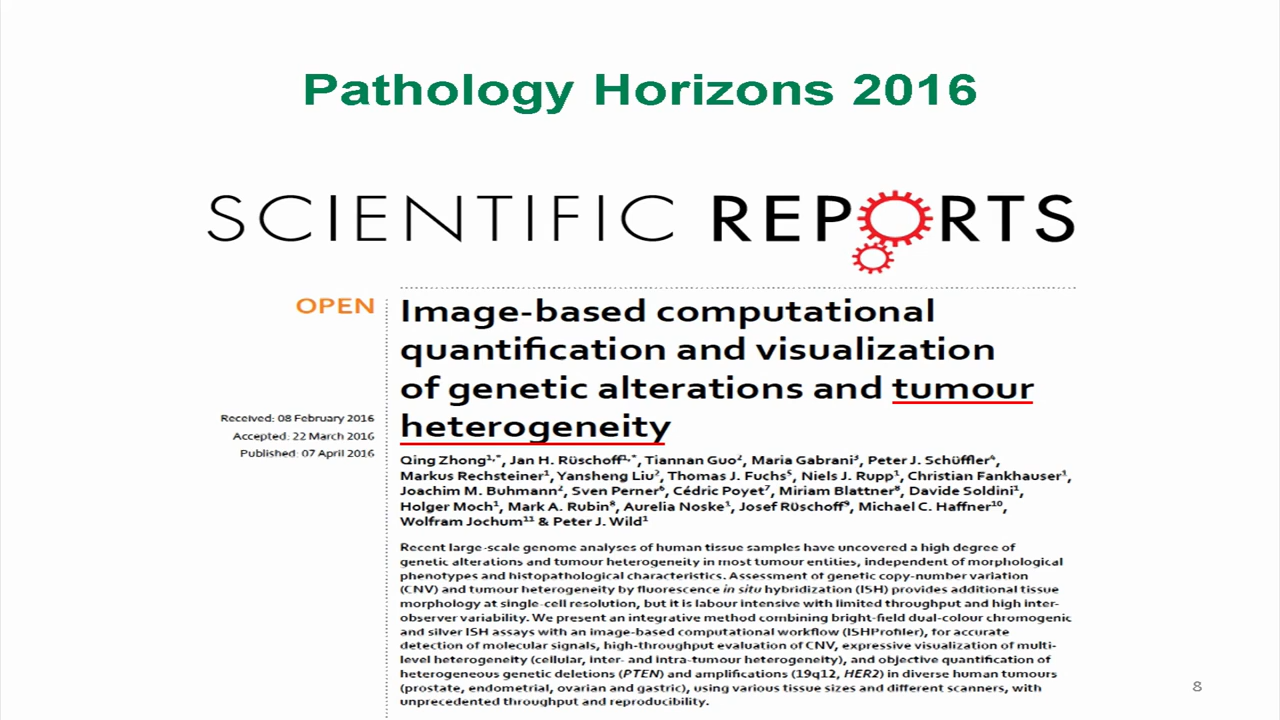 Pathology Horizons 2016
SCIENTIFIC REPORTS
OPEN
Image-based computational
quantification and visualization
of genetic alterations and tumour
heterogeneity
Received: 08 February 2016
Accepted: 22 March 2016
Published: 07 April 2016
Qing Zhong1,*, Jan H. Rüschoff1,*, Tiannan Guo2, Maria Gabrani3, Peter J. Schüffler4,
Markus Rechsteiner1, Yansheng Liu2, Thomas J. Fuchs5, Niels J. Rupp1, Christian Fankhauser1,
Joachim M. Buhmann2, Sven Perner6, Cédric Poyet7, Miriam Blattner8, Davide Soldini1,
Holger Moch1, Mark A. Rubin8, Aurelia Noske1, Josef Rüschoff9, Michael C. Haffner10,
Wolfram Jochum11 & Peter J. Wild1
Recent large-scale genome analyses of human tissue samples have uncovered a high degree of
genetic alterations and tumour heterogeneity in most tumour entities, independent of morphological
phenotypes and histopathological characteristics. Assessment of genetic copy-number variation
(CNV) and tumour heterogeneity by fluorescence in situ hybridization (ISH) provides additional tissue
morphology at single-cell resolution, but it is labour intensive with limited throughput and high inter-
observer variability. We present an integrative method combining bright-field dual-colour chromogenic
and silver ISH assays with an image-based computational workflow (ISHProfiler), for accurate
detection of molecular signals, high-throughput evaluation of CNV, expressive visualization of multi-
level heterogeneity (cellular, inter- and intra-tumour heterogeneity), and objective quantification of
heterogeneous genetic deletions (PTEN) and amplifications (19q12, HER2) in diverse human tumours
(prostate, endometrial, ovarian and gastric), using various tissue sizes and different scanners, with
unprecedented throughput and reproducibility.
8